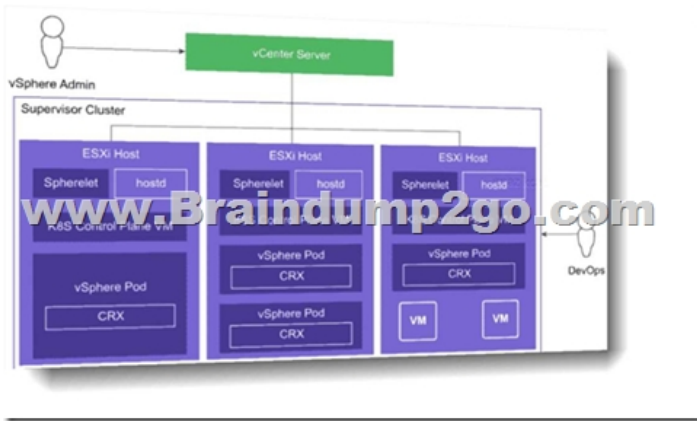 vCenter Server
vSphere Admin
Supervisor Cluster
ESXi Host
ESXi Host
ESXi Host
Spherelet
hostd
Spherelet
hostd
Spherelet
hostd
www.Braindump2go.com
K8S Control Plane VM
vSphere Pod
CRX
vSphere Pod
CRX
vSphere Pod
CRX
vSphere Pod
CRX
DevOps
VM
VM